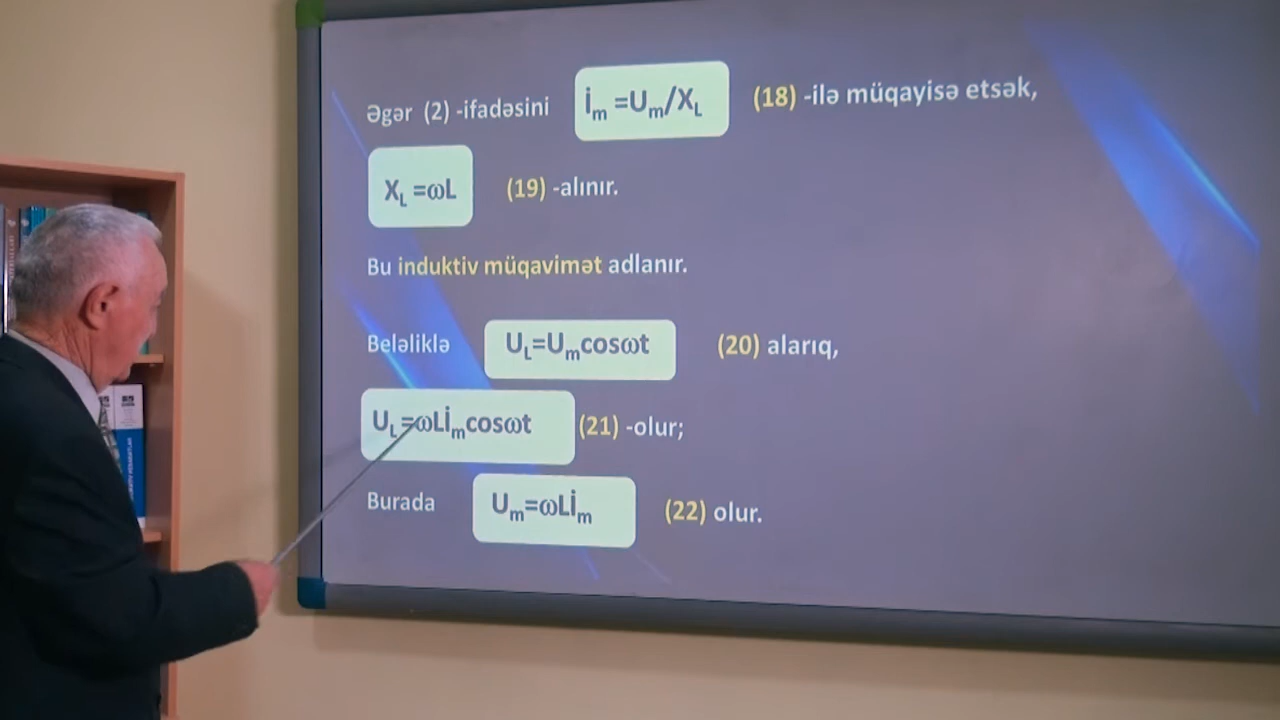 Əgər (2) -ifadəsini İm =Um/XL (18) -ilə müqayisə etsək,
XL =ωL (19) -alınır.
Bu induktiv müqavimət adlanır.
Beləliklə UL=Umcosωt (20) alarıq,
UL=ωLİmcosωt (21) -olur;
Burada Um=ωLİm (22) olur.